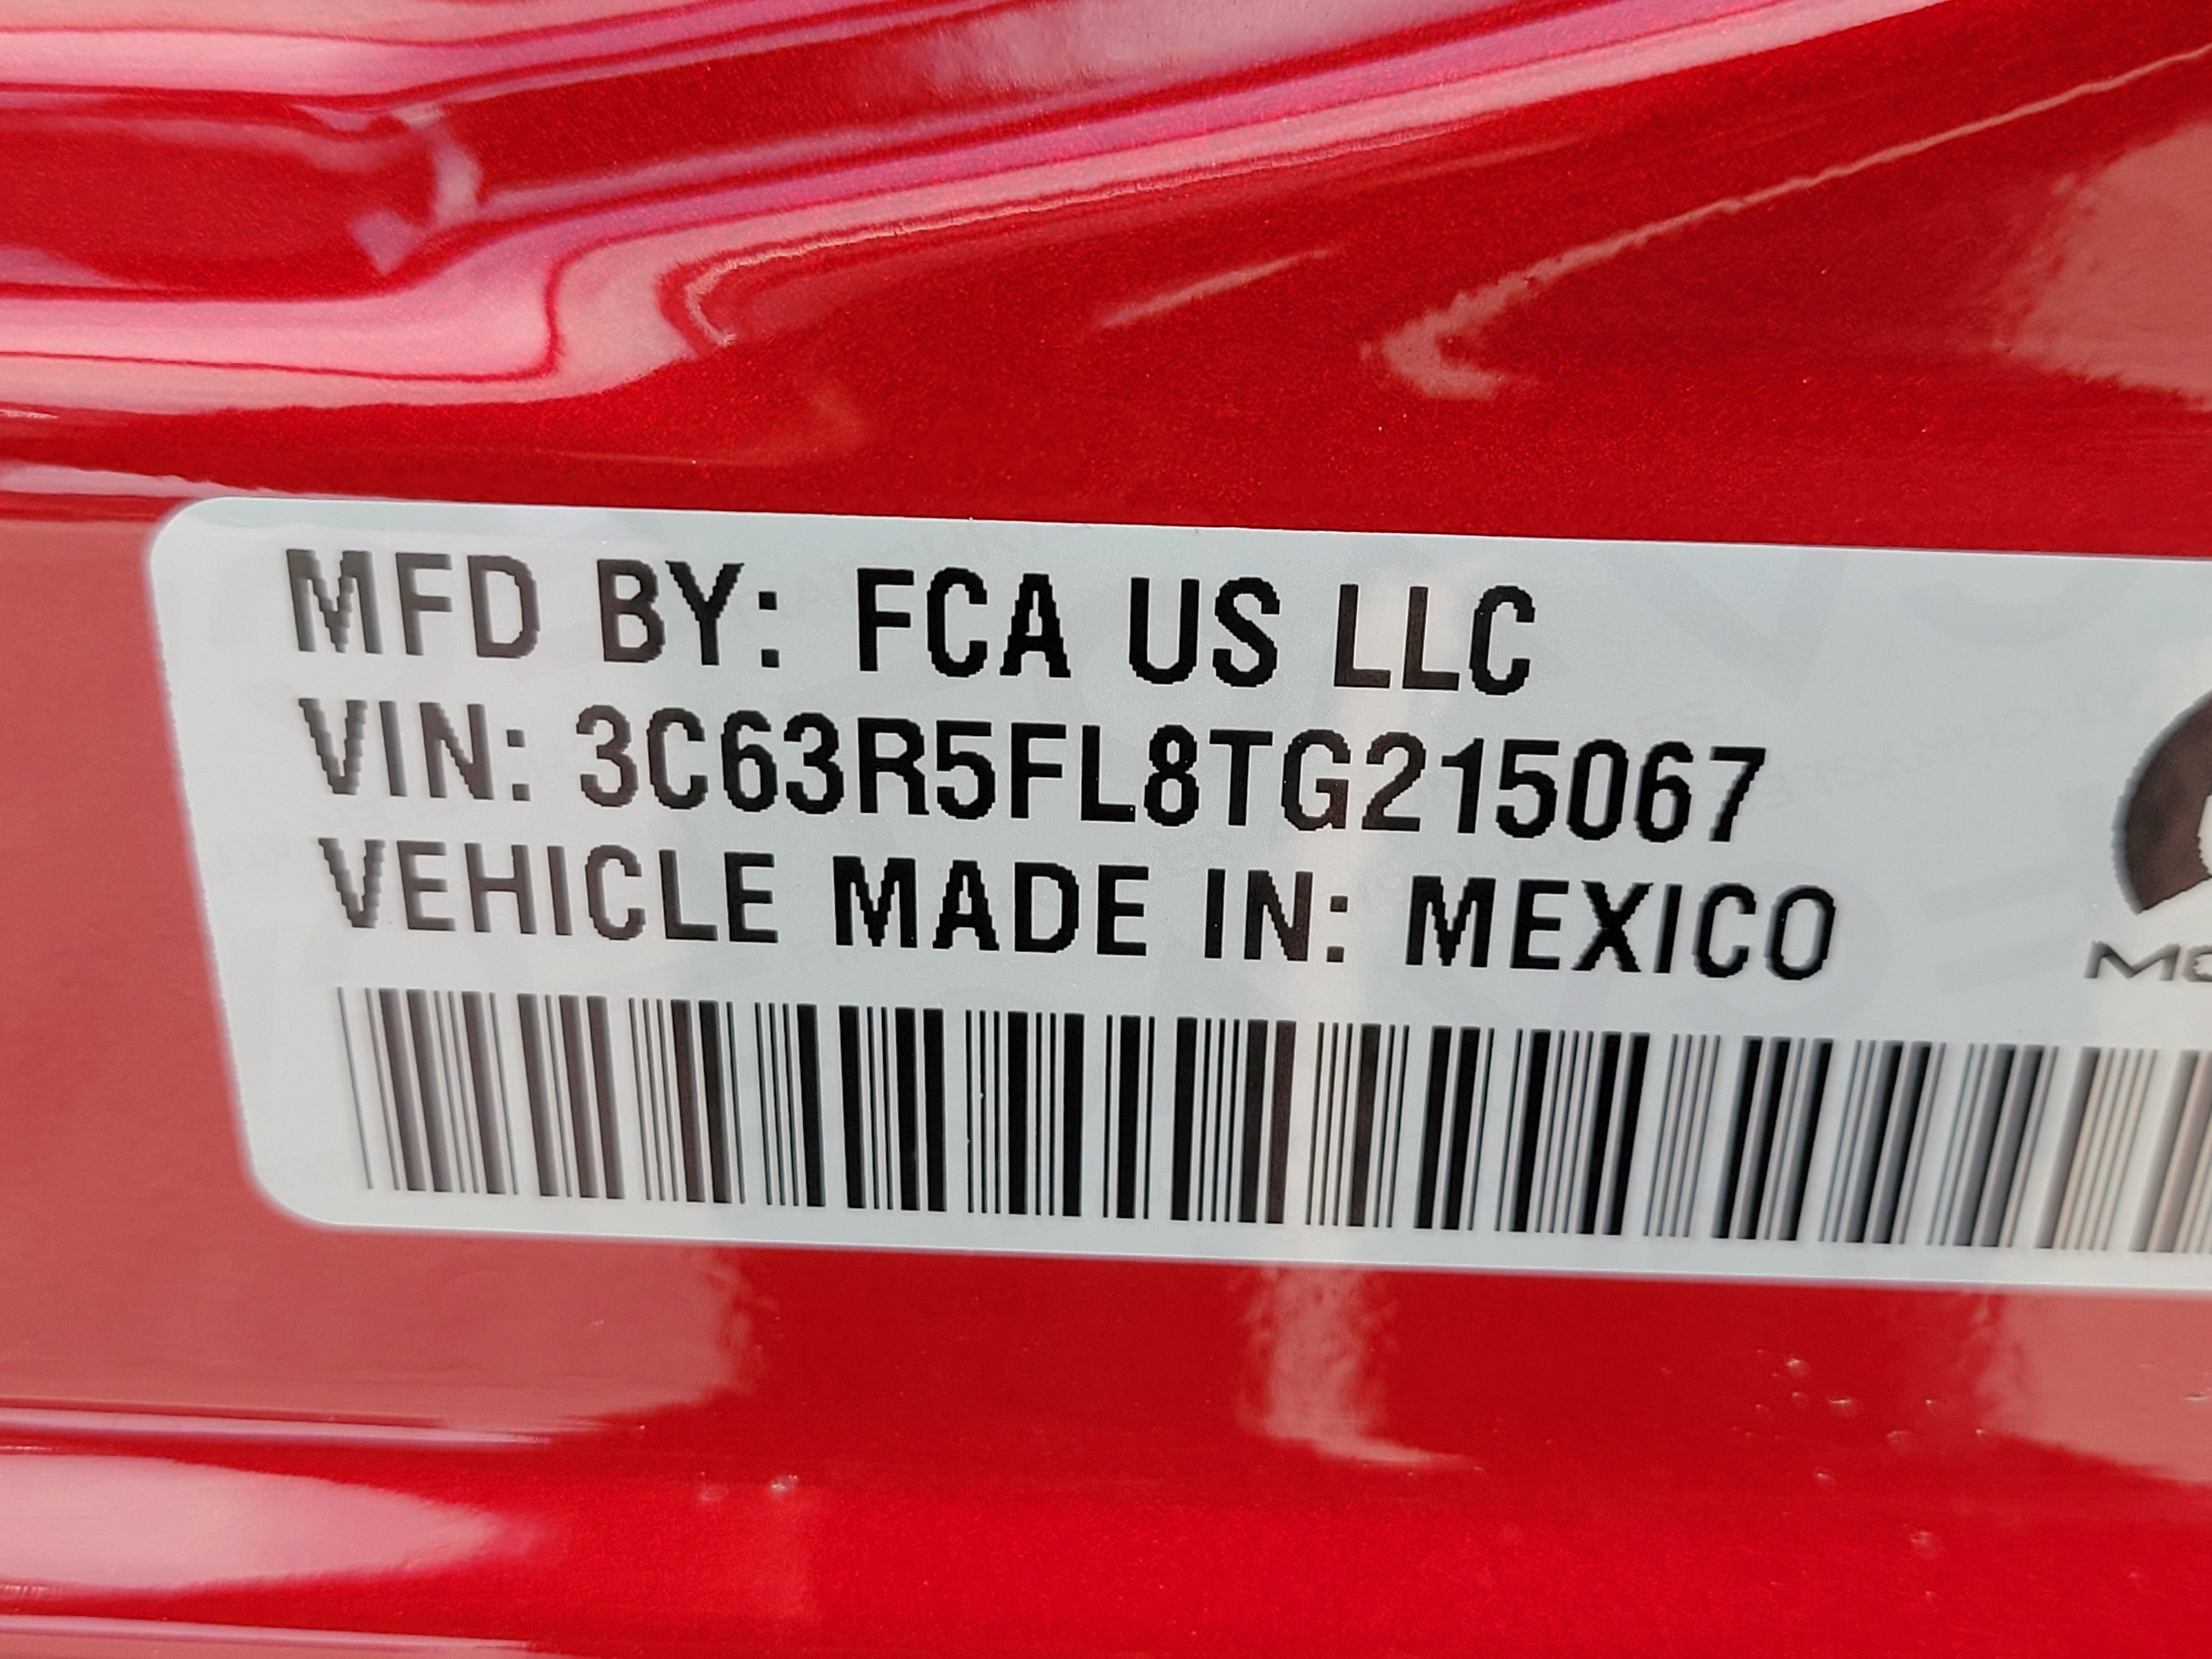 MFD BY: FCA US LLC
VIN: 3C63R5FL8TG215067
VEHICLE MADE IN: MEXICO